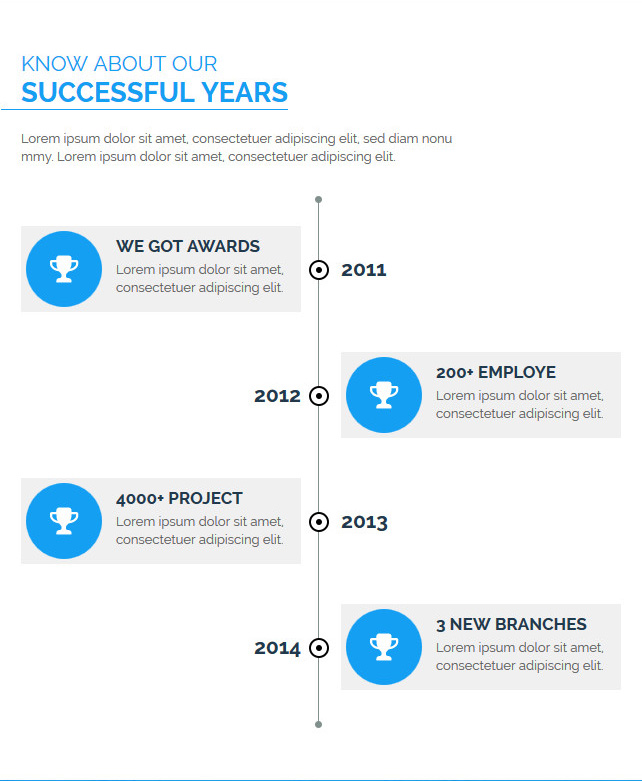 KNOW ABOUT OUR
SUCCESSFUL YEARS
Lorem ipsum dolor sit amet, consectetuer adipiscing elit, sed diam nonu
mmy. Lorem ipsum dolor sit amet, consectetuer adipiscing elit.
WE GOT AWARDS
Lorem ipsum dolor sit amet,
consectetuer adipiscing elit.
2011
2012
200+ EMPLOYE
Lorem ipsum dolor sit amet,
consectetuer adipiscing elit.
4000+ PROJECT
Lorem ipsum dolor sit amet,
consectetuer adipiscing elit.
2013
2014
3 NEW BRANCHES
Lorem ipsum dolor sit amet,
consectetuer adipiscing elit.